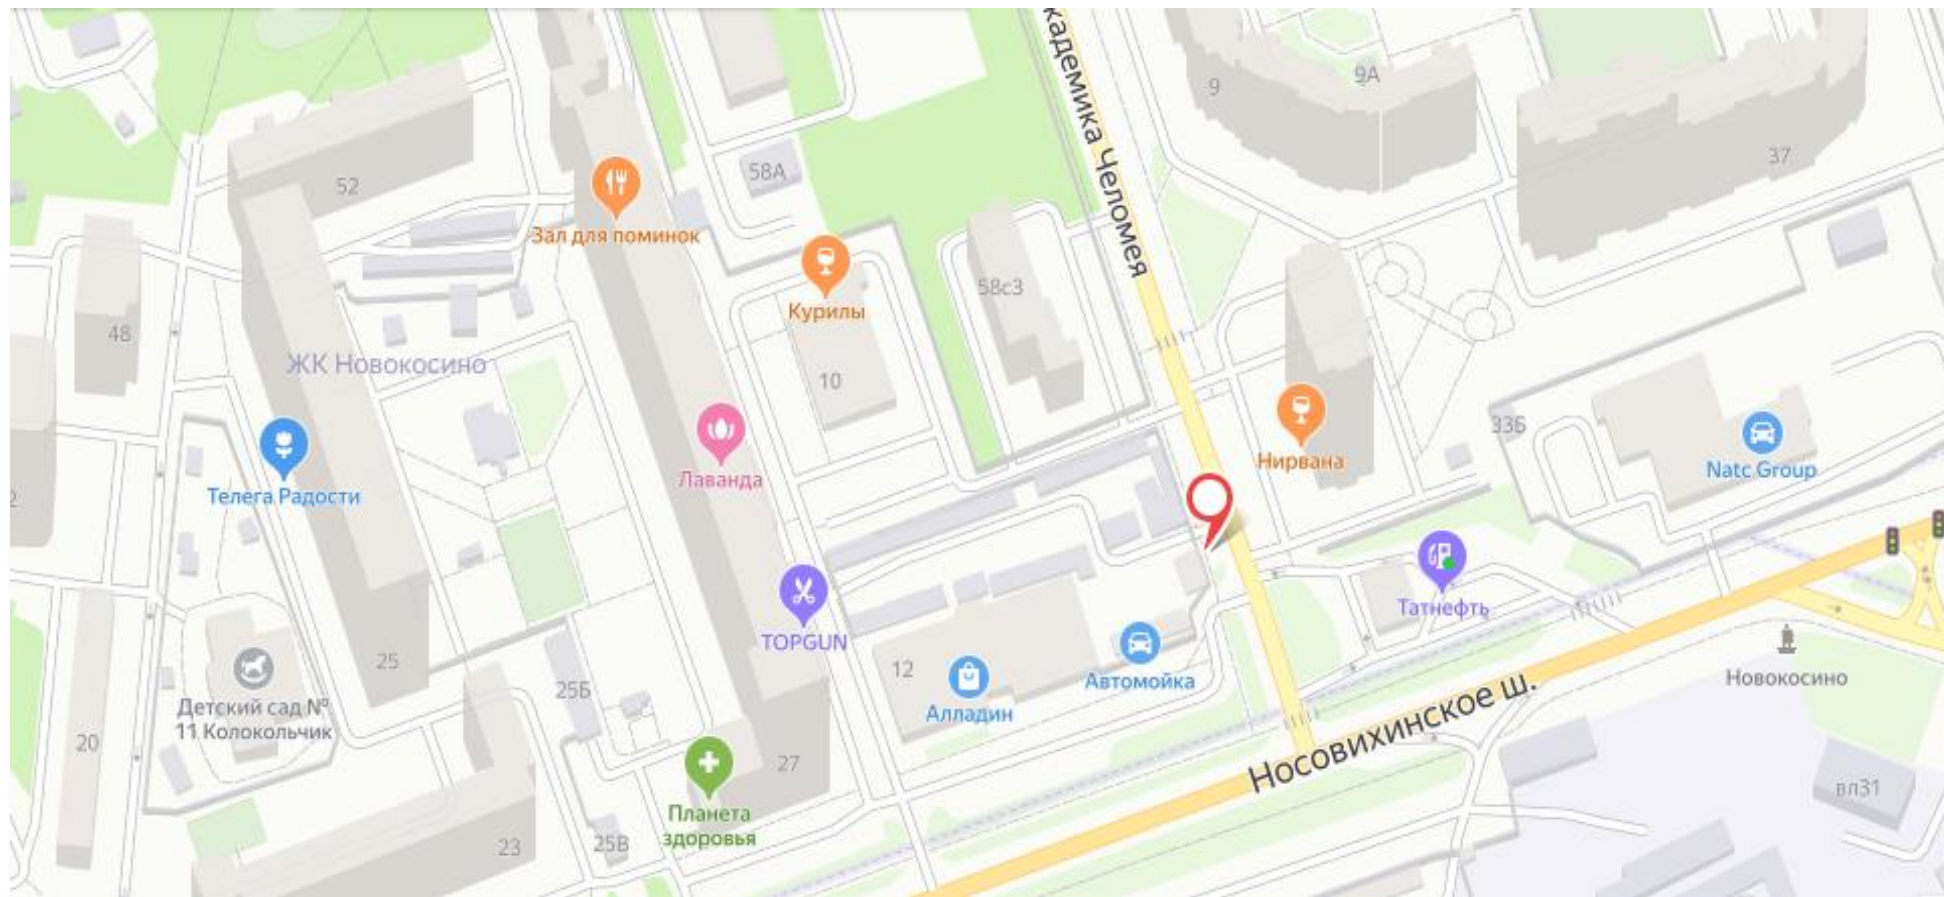 кадемика Челомея
9
9А
37
52
58А
Зал для поминок
Курилы
58с3
48
ЖК Новокосино
10
Лаванда
Нирвана
33Б
Natc Group
Телега Радости
2
TOPGUN
Татнефть
12
Алладин
Автомойка
25
25Б
Детский сад №
11 Колокольчик
Новокосино
20
Носовихинское ш.
27
вл31
Планета
здоровья
23
25В